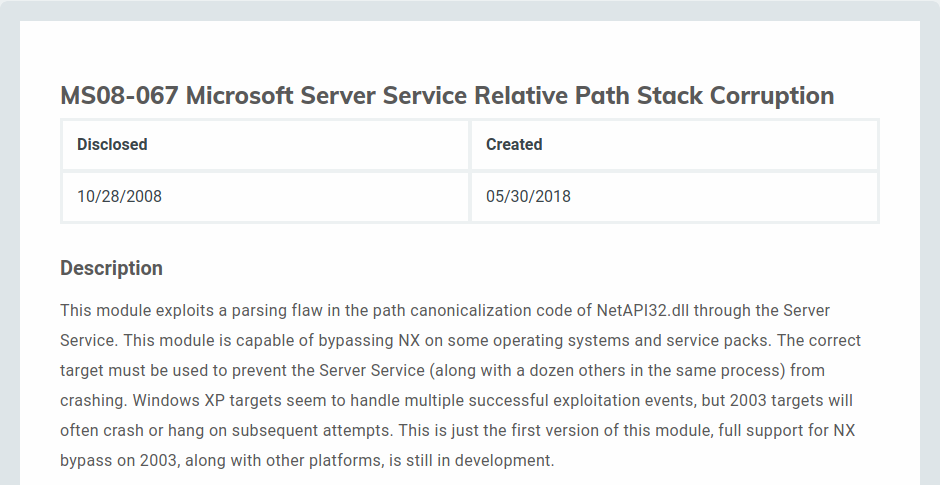 MS08-067 Microsoft Server Service Relative Path Stack Corruption
Disclosed Created
10/28/2008 05/30/2018
Description
This module exploits a parsing flaw in the path canonicalization code of NetAPI32.dll through the Server
Service. This module is capable of bypassing NX on some operating systems and service packs. The correct
target must be used to prevent the Server Service (along with a dozen others in the same process) from
crashing. Windows XP targets seem to handle multiple successful exploitation events, but 2003 targets will
often crash or hang on subsequent attempts. This is just the first version of this module, full support for NX
bypass on 2003, along with other platforms, is still in development.